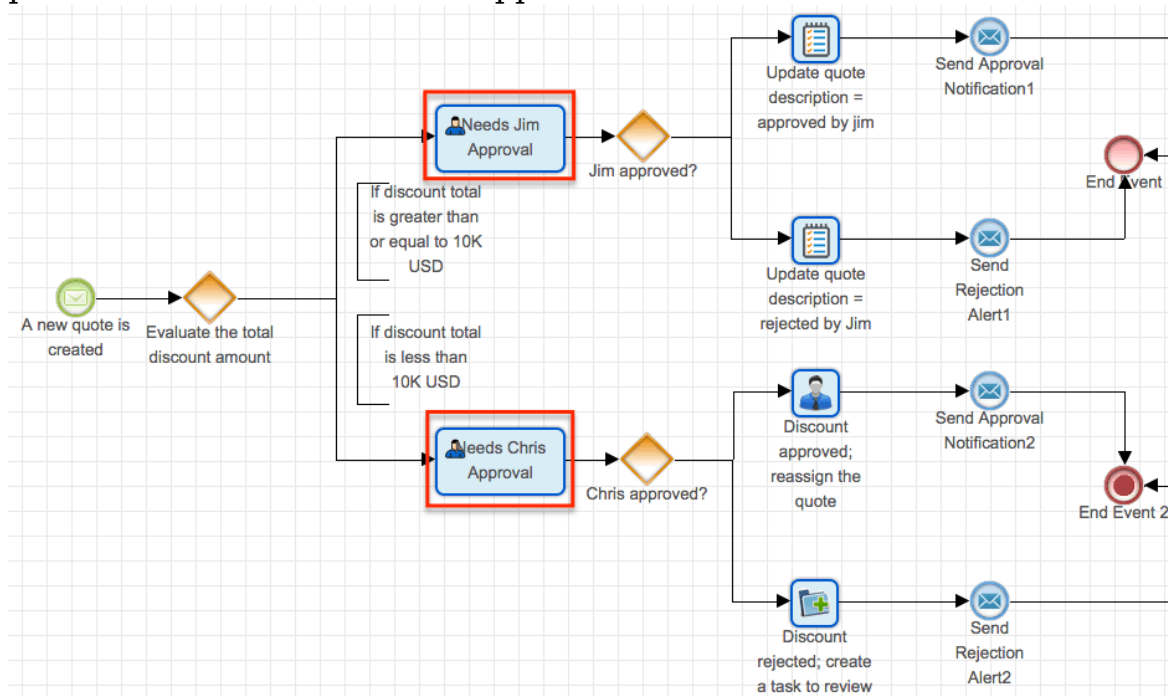 Needs Jim
Approval
Jim approved?
Update quote
description =
approved by jim
Send Approval
Notification1
End Event
If discount total
is greater than
or equal to 10K
USD
Update quote
description =
rejected by Jim
Send
Rejection
Alert1
A new quote is
created
Evaluate the total
discount amount
If discount total
is less than
10K USD
Needs Chris
Approval
Chris approved?
Discount
approved;
reassign the
quote
Send Approval
Notification2
End Event 2
Discount
rejected; create
a task to review
Send
Rejection
Alert2